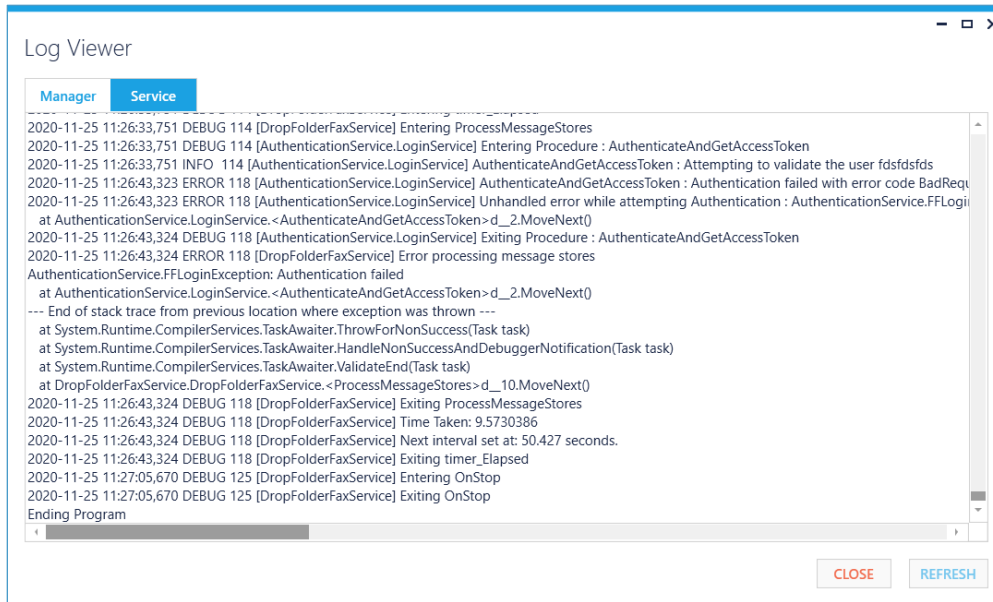 Log Viewer
Manager
Service
2020-11-25 11:26:33,751 DEBUG 114 [DropFolderFaxService] Entering timer_Elapsed
2020-11-25 11:26:33,751 DEBUG 114 [DropFolderFaxService] Entering ProcessMessageStores
2020-11-25 11:26:33,751 DEBUG 114 [AuthenticationService.LoginService] Entering Procedure : AuthenticateAndGetAccessToken
2020-11-25 11:26:33,751 INFO 114 [AuthenticationService.LoginService] AuthenticateAndGetAccessToken : Attempting to validate the user fdsfdsfds
2020-11-25 11:26:43,323 ERROR 118 [AuthenticationService.LoginService] AuthenticateAndGetAccessToken : Authentication failed with error code BadRequ
2020-11-25 11:26:43,323 ERROR 118 [AuthenticationService.LoginService] Unhandled error while attempting Authentication : AuthenticationService.FFLogi
at AuthenticationService.LoginService.<AuthenticateAndGetAccessToken>d__2.MoveNext()
2020-11-25 11:26:43,324 DEBUG 118 [AuthenticationService.LoginService] Exiting Procedure : AuthenticateAndGetAccessToken
2020-11-25 11:26:43,324 ERROR 118 [DropFolderFaxService] Error processing message stores
AuthenticationService.FFLoginException: Authentication failed
at AuthenticationService.LoginService.<AuthenticateAndGetAccessToken>d__2.MoveNext()
--- End of stack trace from previous location where exception was thrown ---
at System.Runtime.CompilerServices.TaskAwaiter.ThrowForNonSuccess(Task task)
at System.Runtime.CompilerServices.TaskAwaiter.HandleNonSuccessAndDebuggerNotification(Task task)
at System.Runtime.CompilerServices.TaskAwaiter.ValidateEnd(Task task)
at DropFolderFaxService.DropFolderFaxService.<ProcessMessageStores>d__10.MoveNext()
2020-11-25 11:26:43,324 DEBUG 118 [DropFolderFaxService] Exiting ProcessMessageStores
2020-11-25 11:26:43,324 DEBUG 118 [DropFolderFaxService] Time Taken: 9.5730386
2020-11-25 11:26:43,324 DEBUG 118 [DropFolderFaxService] Next interval set at: 50.427 seconds.
2020-11-25 11:26:43,324 DEBUG 118 [DropFolderFaxService] Exiting timer_Elapsed
2020-11-25 11:27:05,670 DEBUG 125 [DropFolderFaxService] Entering OnStop
2020-11-25 11:27:05,670 DEBUG 125 [DropFolderFaxService] Exiting OnStop
Ending Program
CLOSE
REFRESH